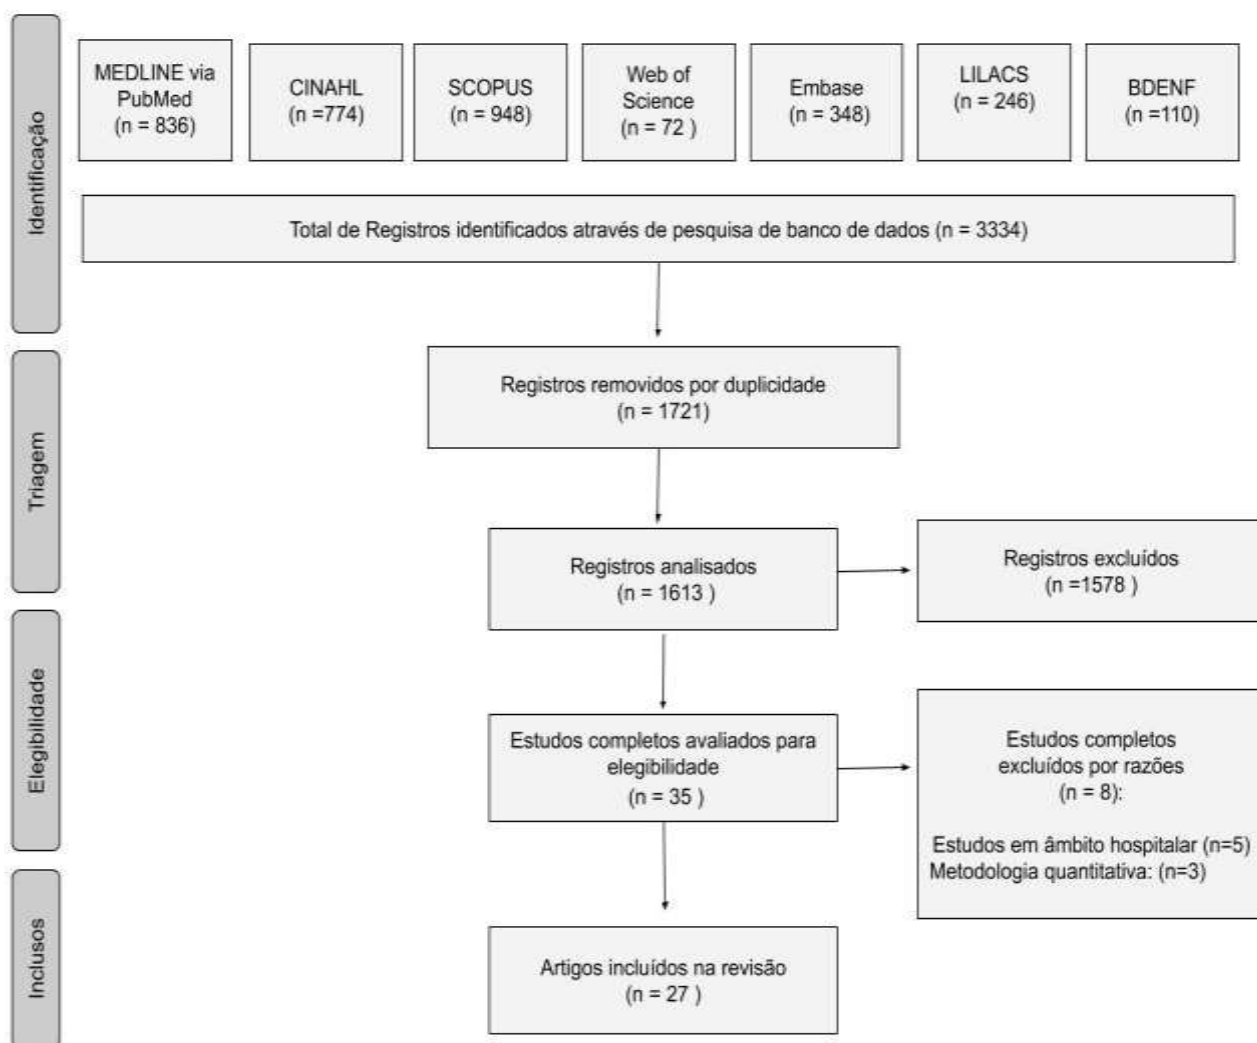 Identificação
MEDLINE via
PubMed
(n = 836)
CINAHL
(n =774)
SCOPUS
(n = 948)
Web of
Science
(n = 72 )
Embase
(n = 348)
LILACS
(n = 246)
BDENF
(n =110)
Total de Registros identificados através de pesquisa de banco de dados (n = 3334)
Triagem
Registros removidos por duplicidade
(n = 1721)
Registros analisados
(n = 1613 )
Registros excluídos
(n =1578 )
Elegibilidade
Estudos completos avaliados para
elegibilidade
(n = 35 )
Estudos completos
excluídos por razões
(n = 8):
Estudos em âmbito hospitalar (n=5)
Metodologia quantitativa: (n=3)
Inclusos
Artigos incluídos na revisão
(n = 27 )